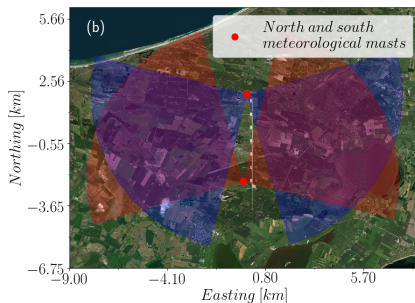 (b)
North and south
meteorological masts
5.66
2.56
−0.55
−3.65
−6.75
Northing [km]
−9.00 −4.10 0.80 5.70
Easting [km]